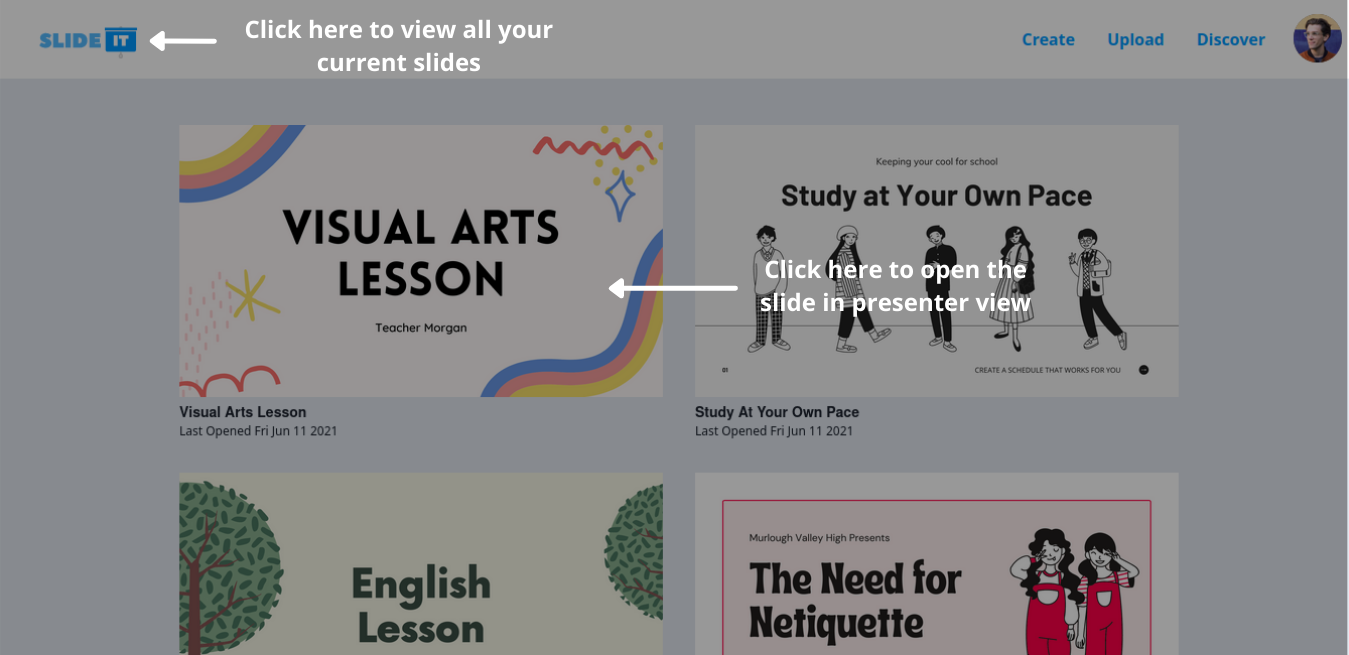 SLIDE IT
Click here to view all your
current slides
Create Upload Discover
VISUAL ARTS
LESSON
Teacher Morgan
Keeping your cool for school
Study at Your Own Pace
Click here to open the
slide in presenter view
01
CREATE A SCHEDULE THAT WORKS FOR YOU
Visual Arts Lesson
Last Opened Fri Jun 11 2021
Study At Your Own Pace
Last Opened Fri Jun 11 2021
English
Lesson
Murlough Valley High Presents
The Need for
Netiquette